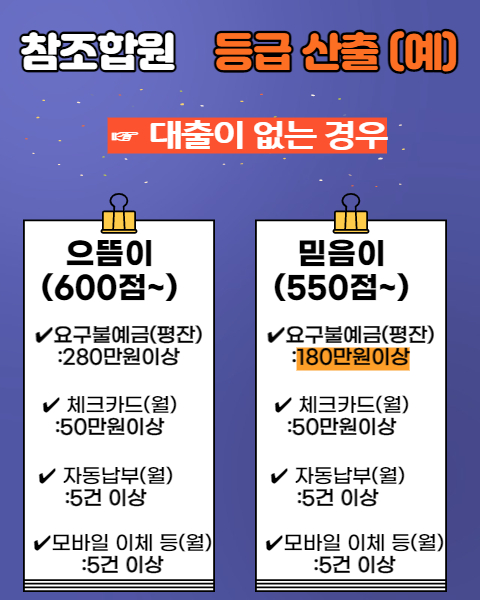 참조합원 등급 산출 (예)
☞ 대출이 없는 경우
으뜸이
(600점~)
✔요구불예금(평잔)
:280만원이상
✔ 체크카드(월)
:50만원이상
✔ 자동납부(월)
:5건 이상
✔모바일 이체 등(월)
:5건 이상
믿음이
(550점~)
✔요구불예금(평잔)
:180만원이상
✔ 체크카드(월)
:50만원이상
✔ 자동납부(월)
:5건 이상
✔모바일 이체 등(월)
:5건 이상